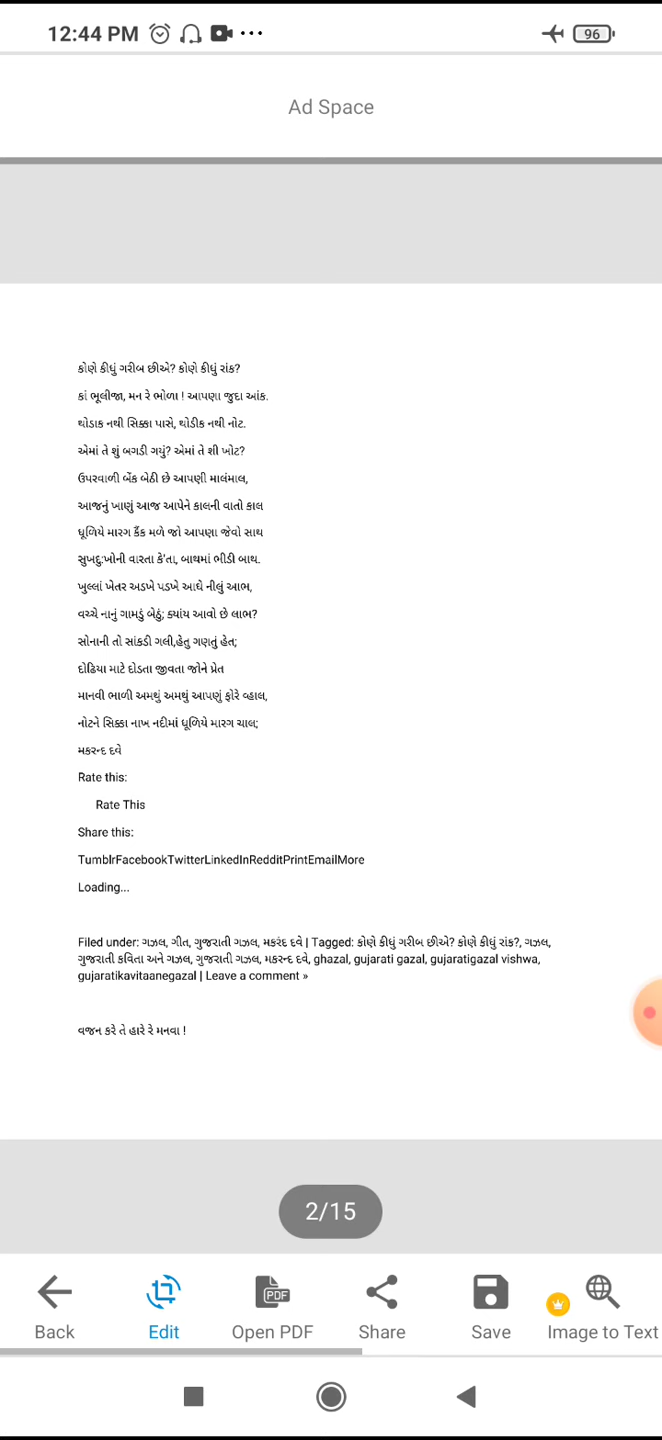 12:44 PM
96
Ad Space
કોણે કીધું ગરીબ છીએ? કોણે કીધું રાંક?
કાં ભૂલીજા, મન રે ભોળા ! આપણા જુદા આંક.
થોડાક નથી સિક્કા પાસે, થોડીક નથી નોટ.
એમાં તે શું બગડી ગયું? એમાં તે શી ખોટ?
ઉપરવાળી બેંક બેઠી છે આપણી માલંમાલ,
આજનું ખાણું આજ આપેને કાલની વાતો કાલ
ધૂળિયે મારગ કૈંક મળે જો આપણા જેવો સાથ
સુખદુ:ખોની વારતા કે'તા, બાથમાં ભીડી બાથ.
ખુલ્લાં ખેતર અડખે પડખે આઘે નીલું આભ,
વચ્ચે નાનું ગામડું બેઠું; ક્યાંય આવો છે લાભ?
સોનાની તો સાંકડી ગલી,હેતુ ગણતું હેત;
દોઢિયા માટે દોડતા જીવતા જોને પ્રેત
માનવી ભાળી અમથું અમથું આપણું ફોરે વ્હાલ,
નોટને સિક્કા નાખ નદીમાં ધૂળિયે મારગ ચાલ;
મકરન્દ દવે
Rate this:
Rate This
Share this:
TumblrFacebookTwitterLinkedInRedditPrintEmailMore
Loading...
Filed under: ગઝલ, ગીત, ગુજરાતી ગઝલ, મકરંદ દવે | Tagged: કોણે કીધું ગરીબ છીએ? કોણે કીધું રાંક?, ગઝલ,
ગુજરાતી કવિતા અને ગઝલ, ગુજરાતી ગઝલ, મકરન્દ દવે, ghazal, gujarati gazal, gujaratigazal vishwa,
gujaratikavitaanegazal | Leave a comment »
વજન કરે તે હારે રે મનવા !
2/15
PDF
Back Edit Open PDF Share Save Image to Text